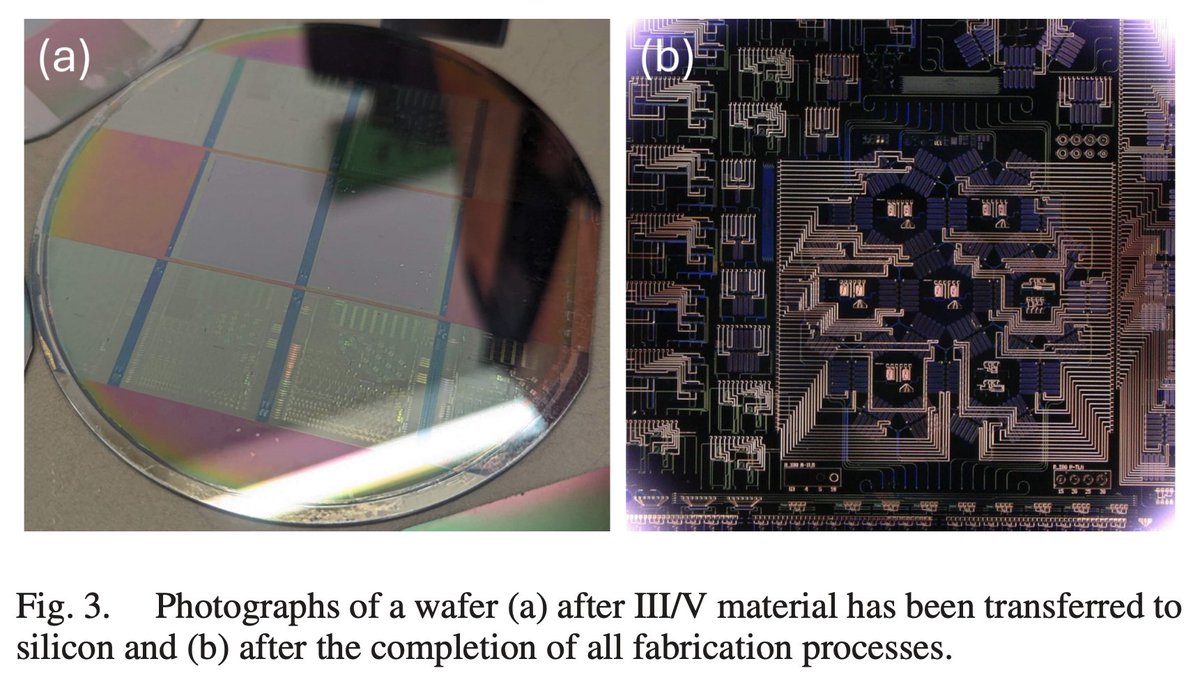 (a)
(b)
Fig. 3. Photographs of a wafer (a) after III/V material has been transferred to
silicon and (b) after the completion of all fabrication processes.